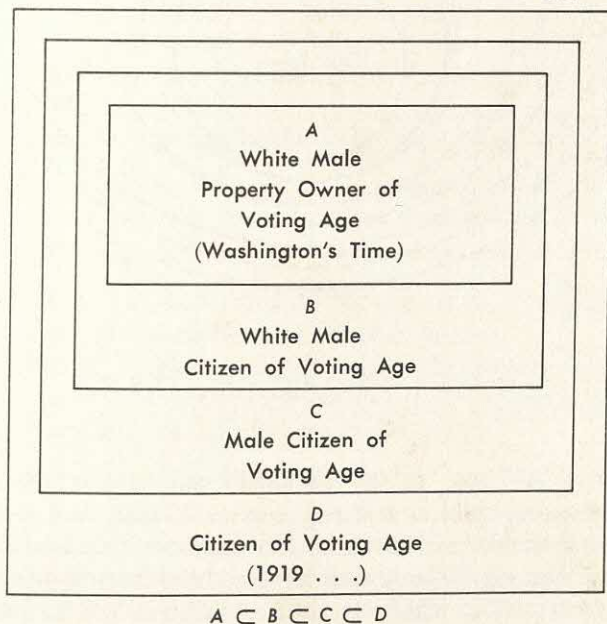 A
White Male
Property Owner of
Voting Age
(Washington's Time)
B
White Male
Citizen of Voting Age
C
Male Citizen of
Voting Age
D
Citizen of Voting Age
(1919 . . .)
A ⊂ B ⊂ C ⊂ D